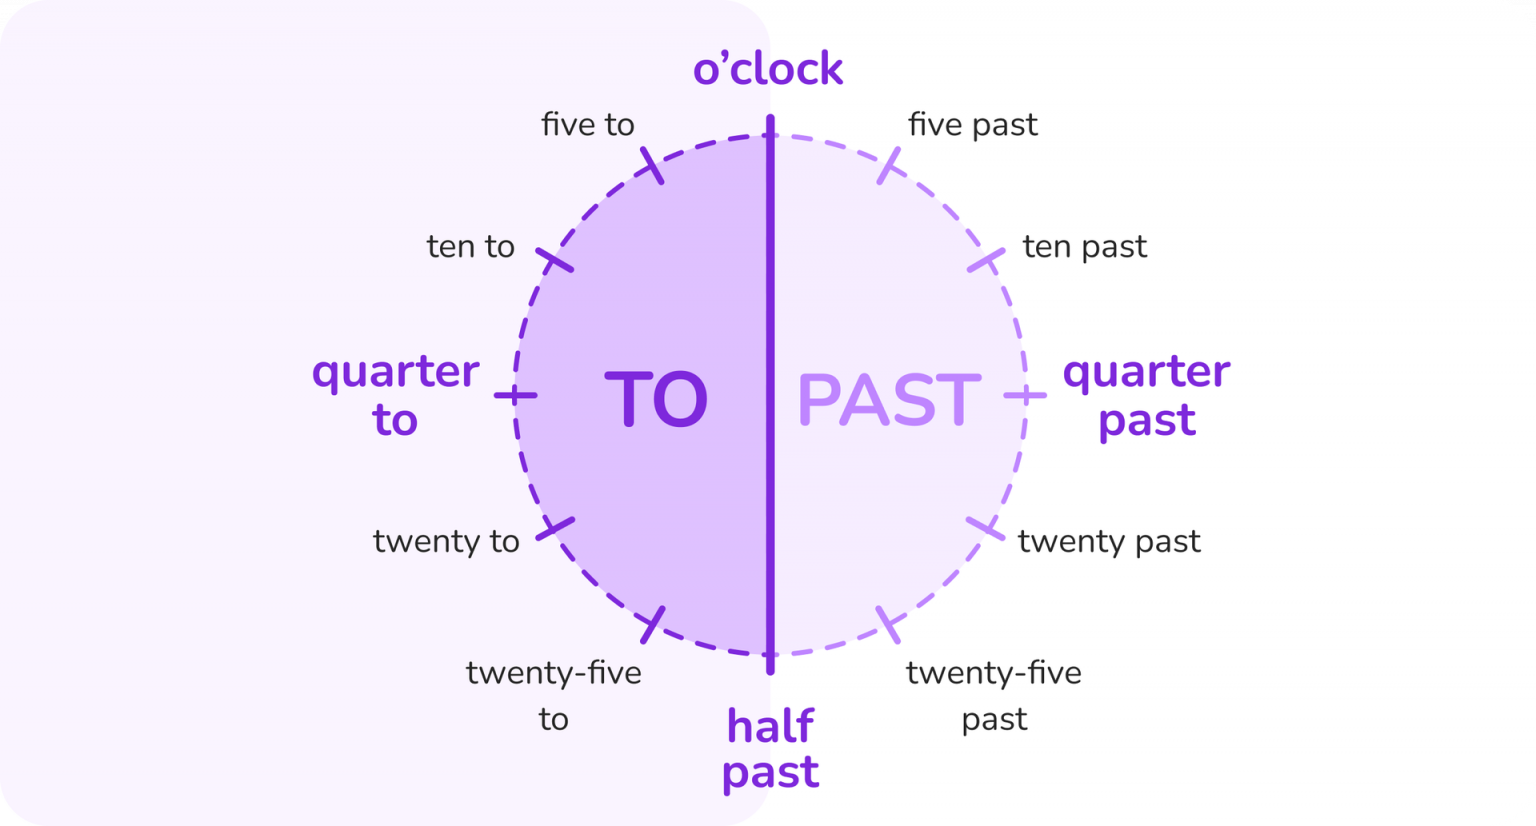 o’clock
five to
five past
ten to
ten past
quarter
to
TO
PAST
quarter
past
twenty to
twenty past
twenty-five
to
twenty-five
past
half
past